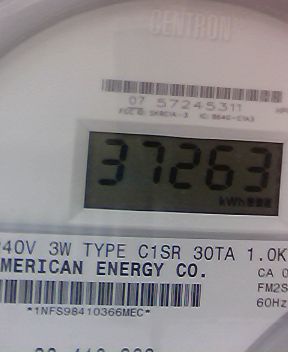 CENTRON
07 57245311
37263
kWh
240V 3W TYPE C1SR 30TA 1.0K
AMERICAN ENERGY CO.
CA 0
FM2S
60Hz
*1NFS98410366MEC*